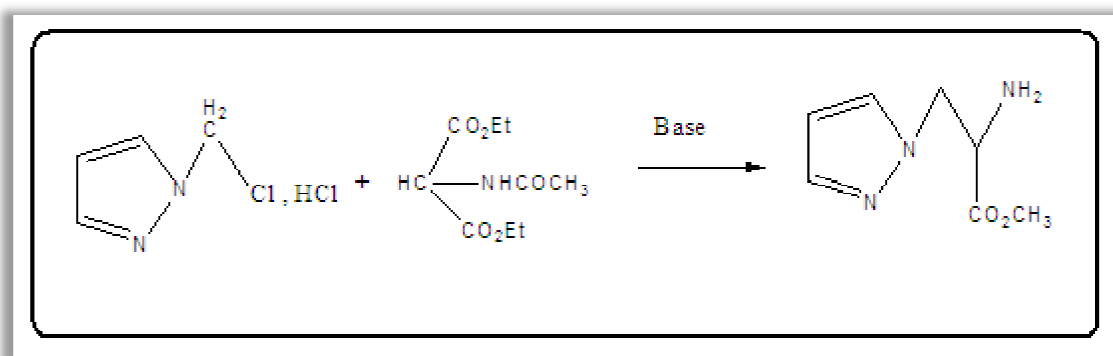 H2
C
N
N
Cl,HCl
+
CO2Et
HC
NHCOCH3
CO2Et
Base
N
N
NH2
CO2CH3